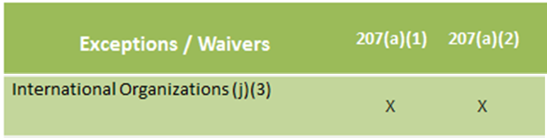 Exceptions / Waivers 207(a)(1) 207(a)(2)
International Organizations (j)(3)
X X